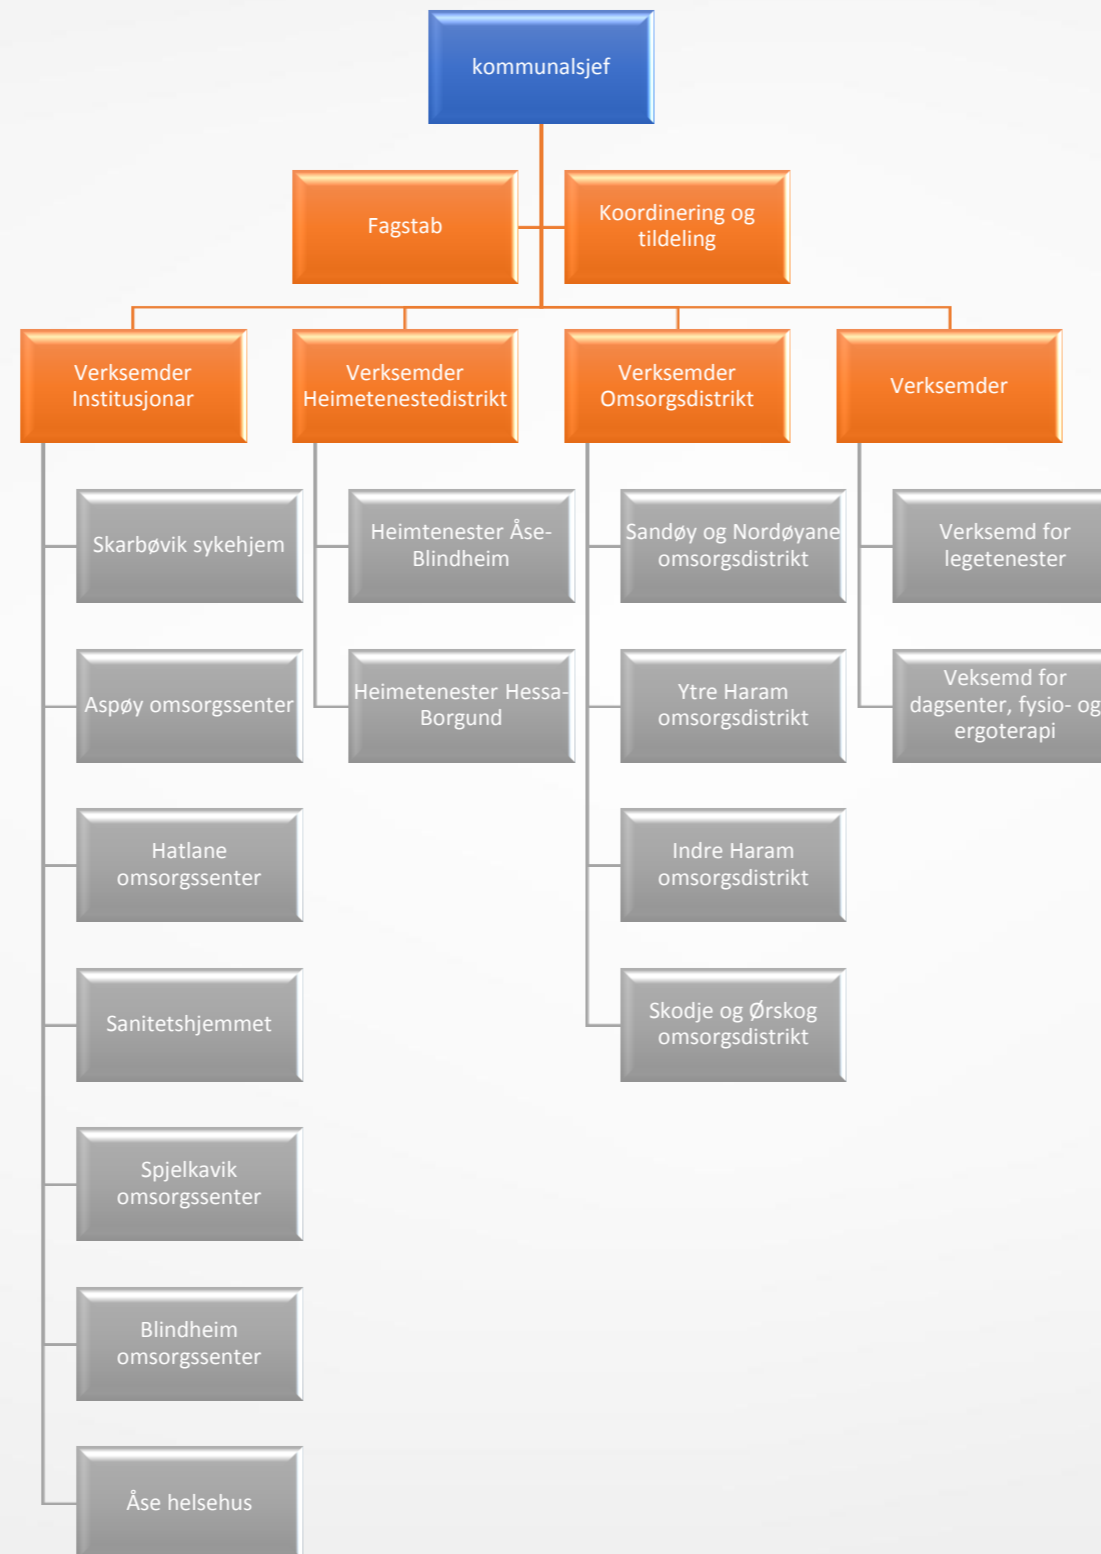 kommunalsjef
Fagstab
Koordinering og
tildeling
Verksemder
Institusjonar
Verksemder
Heimetenestedistrikt
Verksemder
Omsorgsdistrikt
Verksemder
Skarbøvik sykehjem
Aspøy omsorgssenter
Hatlane
omsorgssenter
Sanitetshjemmet
Spjelkavik
omsorgssenter
Blindheim
omsorgssenter
Åse helsehus
Heimtenester Åse-
Blindheim
Heimetenester Hessa-
Borgund
Sandøy og Nordøyane
omsorgsdistrikt
Ytre Haram
omsorgsdistrikt
Indre Haram
omsorgsdistrikt
Skodje og Ørskog
omsorgsdistrikt
Verksemd for
legetenester
Veksemd for
dagsenter, fysio- og
ergoterapi